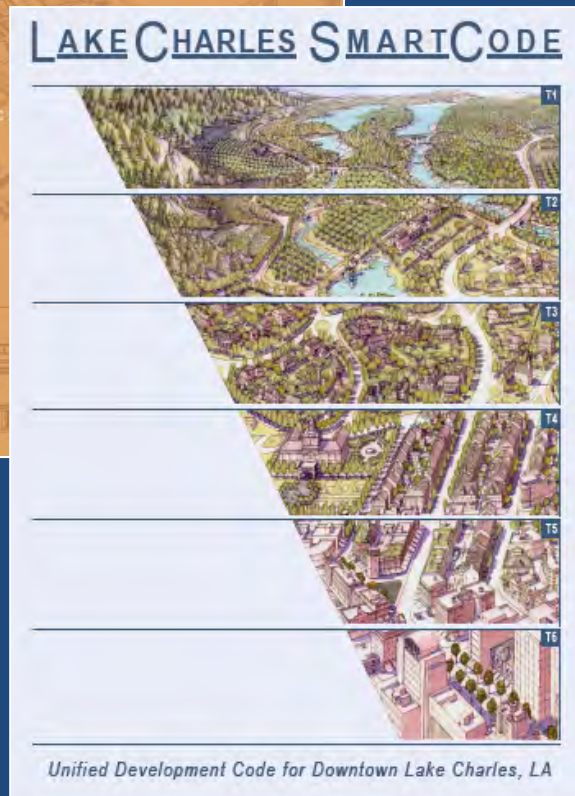 LAKE CHARLES SMARTCODE
T1
T2
T3
T4
T5
T6
Unified Development Code for Downtown Lake Charles, LA